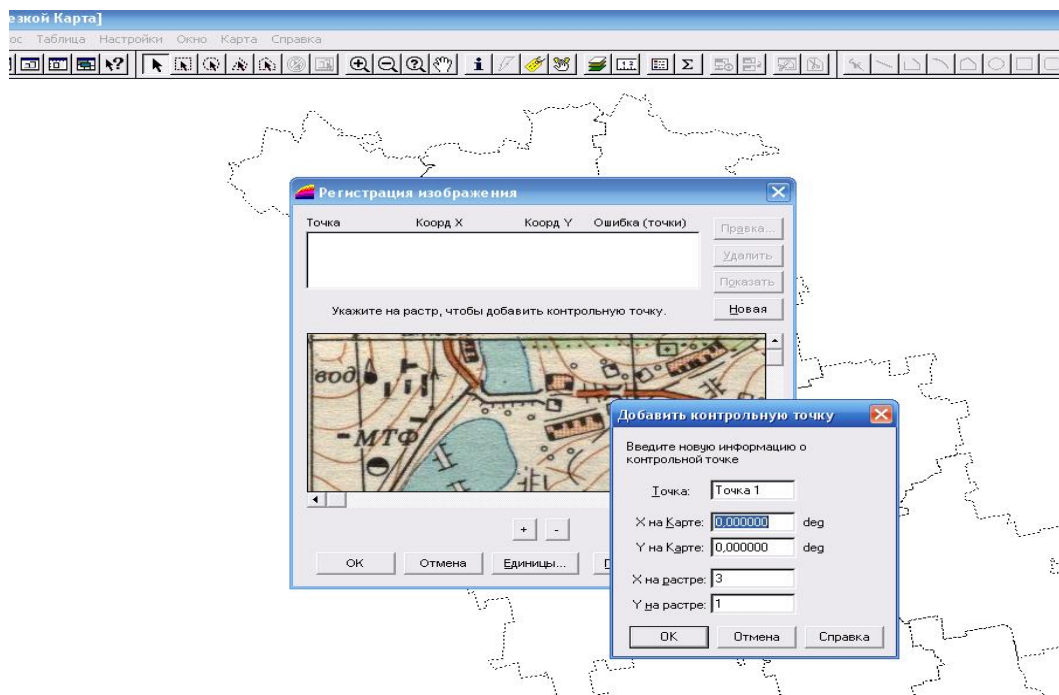 езкой Карта]
ос Таблица Настройки Окно Карта Справка
Регистрация изображения
Точка Коорд X Коорд Y Ошибка (точки)
Правка...
Удалить
Показать
Новая
Укажите на растр, чтобы добавить контрольную точку.
вод
МТФ
+ -
ОК Отмена Единицы...
Добавить контрольную точку
Введите новую информацию о
контрольной точке
Точка: Точка 1
X на Карте: 0,000000 deg
Y на Карте: 0,000000 deg
X на растре: 3
Y на растре: 1
ОК Отмена Справка